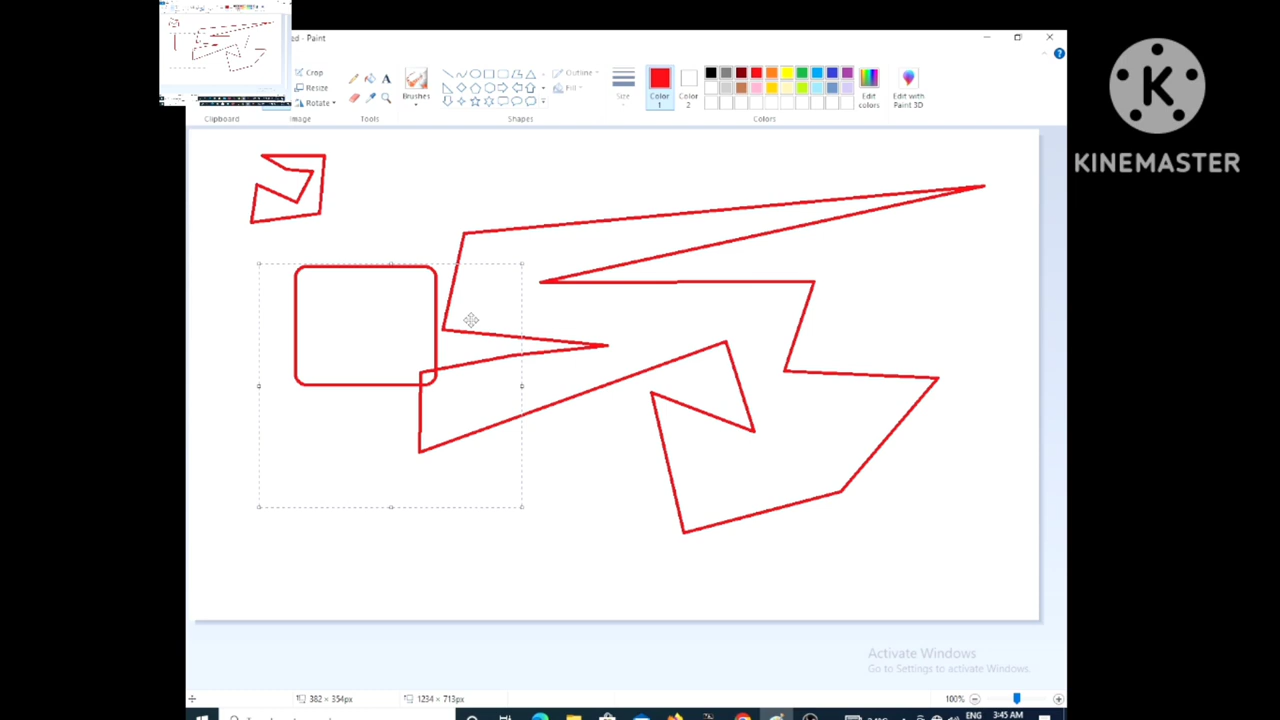 d - Paint
Crop
Resize
Rotate
A
Brushes
Outline
Fill
Size
Color
1
Color
2
Edit
colors
Edit with
Paint 3D
Clipboard
Image
Tools
Shapes
Colors
K
KINEMASTER
Activate Windows
Go to Settings to activate Windows.
382 × 354px
1234 × 713px
100%
ENG
3:45 AM